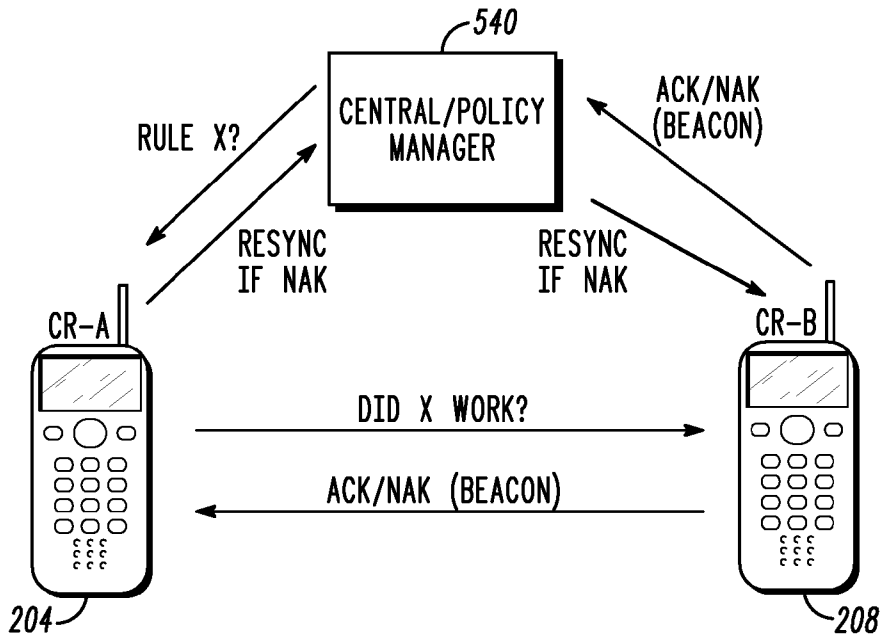 540
CENTRAL/POLICY
MANAGER
ACK/NAK
(BEACON)
RULE X?
RESYNC
IF NAK
RESYNC
IF NAK
CR-A
CR-B
DID X WORK?
ACK/NAK (BEACON)
204
208